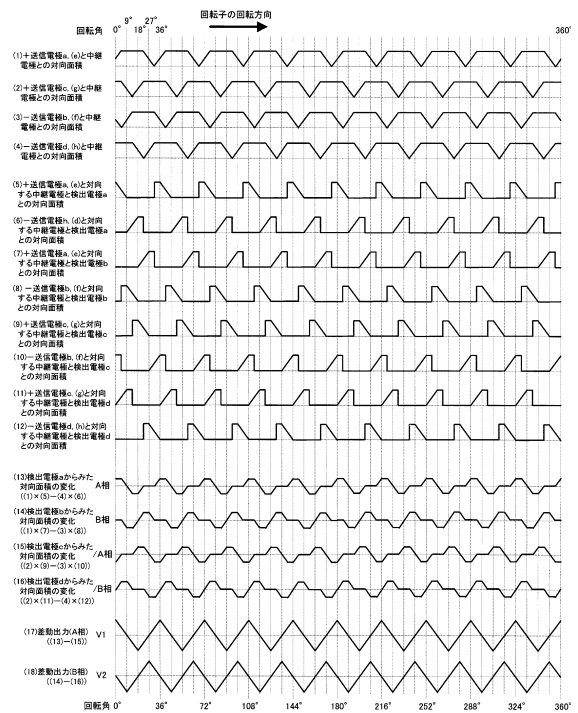 回転子の回転方向
回転角 0° 9° 18° 27° 36° 360°
(1)+送信電極a, (e)と中継
電極との対向面積
(2)+送信電極c, (g)と中継
電極との対向面積
(3)-送信電極b, (f)と中継
電極との対向面積
(4)-送信電極d, (h)と中継
電極との対向面積
(5)+送信電極a, (e)と対向
する中継電極と検出電極a
との対向面積
(6)-送信電極h, (d)と対向
する中継電極と検出電極a
との対向面積
(7)+送信電極a, (e)と対向
する中継電極と検出電極b
との対向面積
(8) -送信電極b, (f)と対向
する中継電極と検出電極b
との対向面積
(9)+送信電極c, (g)と対向
する中継電極と検出電極c
との対向面積
(10)-送信電極b, (f)と対向
する中継電極と検出電極c
との対向面積
(11)+送信電極c, (g)と対向
する中継電極と検出電極d
との対向面積
(12)-送信電極d, (h)と対向
する中継電極と検出電極d
との対向面積
(13)検出電極aからみた
対向面積の変化 A相
((1)×(5)-(4)×(6))
(14)検出電極bからみた
対向面積の変化 B相
((1)×(7)-(3)×(8))
(15)検出電極cからみた
対向面積の変化 /A相
((2)×(9)-(3)×(10))
(16)検出電極dからみた
対向面積の変化 /B相
((2)×(11)-(4)×(12))
(17)差動出力(A相) V1
((13)-(15))
(18)差動出力(B相) V2
((14)-(16))
回転角 0° 36° 72° 108° 144° 180° 216° 252° 288° 324° 360°